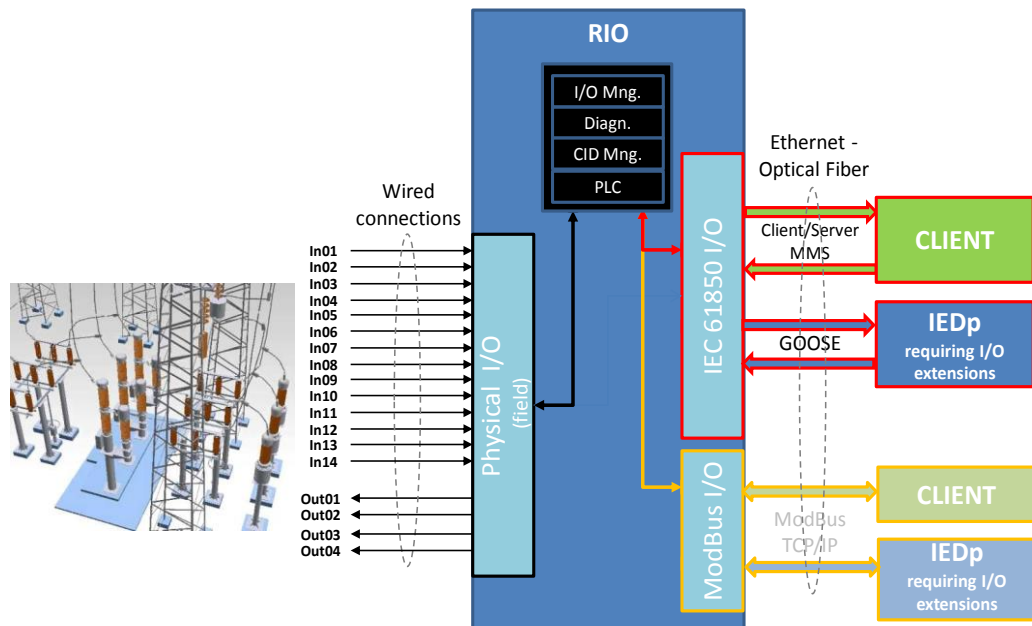 RIO
I/O Mng.
Diagn.
CID Mng.
PLC
Ethernet -
Optical Fiber
Wired
connections
In01
In02
In03
In04
In05
In06
In07
In08
In09
In10
In11
In12
In13
In14
Out01
Out02
Out03
Out04
Physical I/O
(field)
IEC 61850 I/O
ModBus I/O
Client/Server
MMS
GOOSE
ModBus
TCP/IP
CLIENT
IEDp
requiring I/O
extensions
CLIENT
IEDp
requiring I/O
extensions